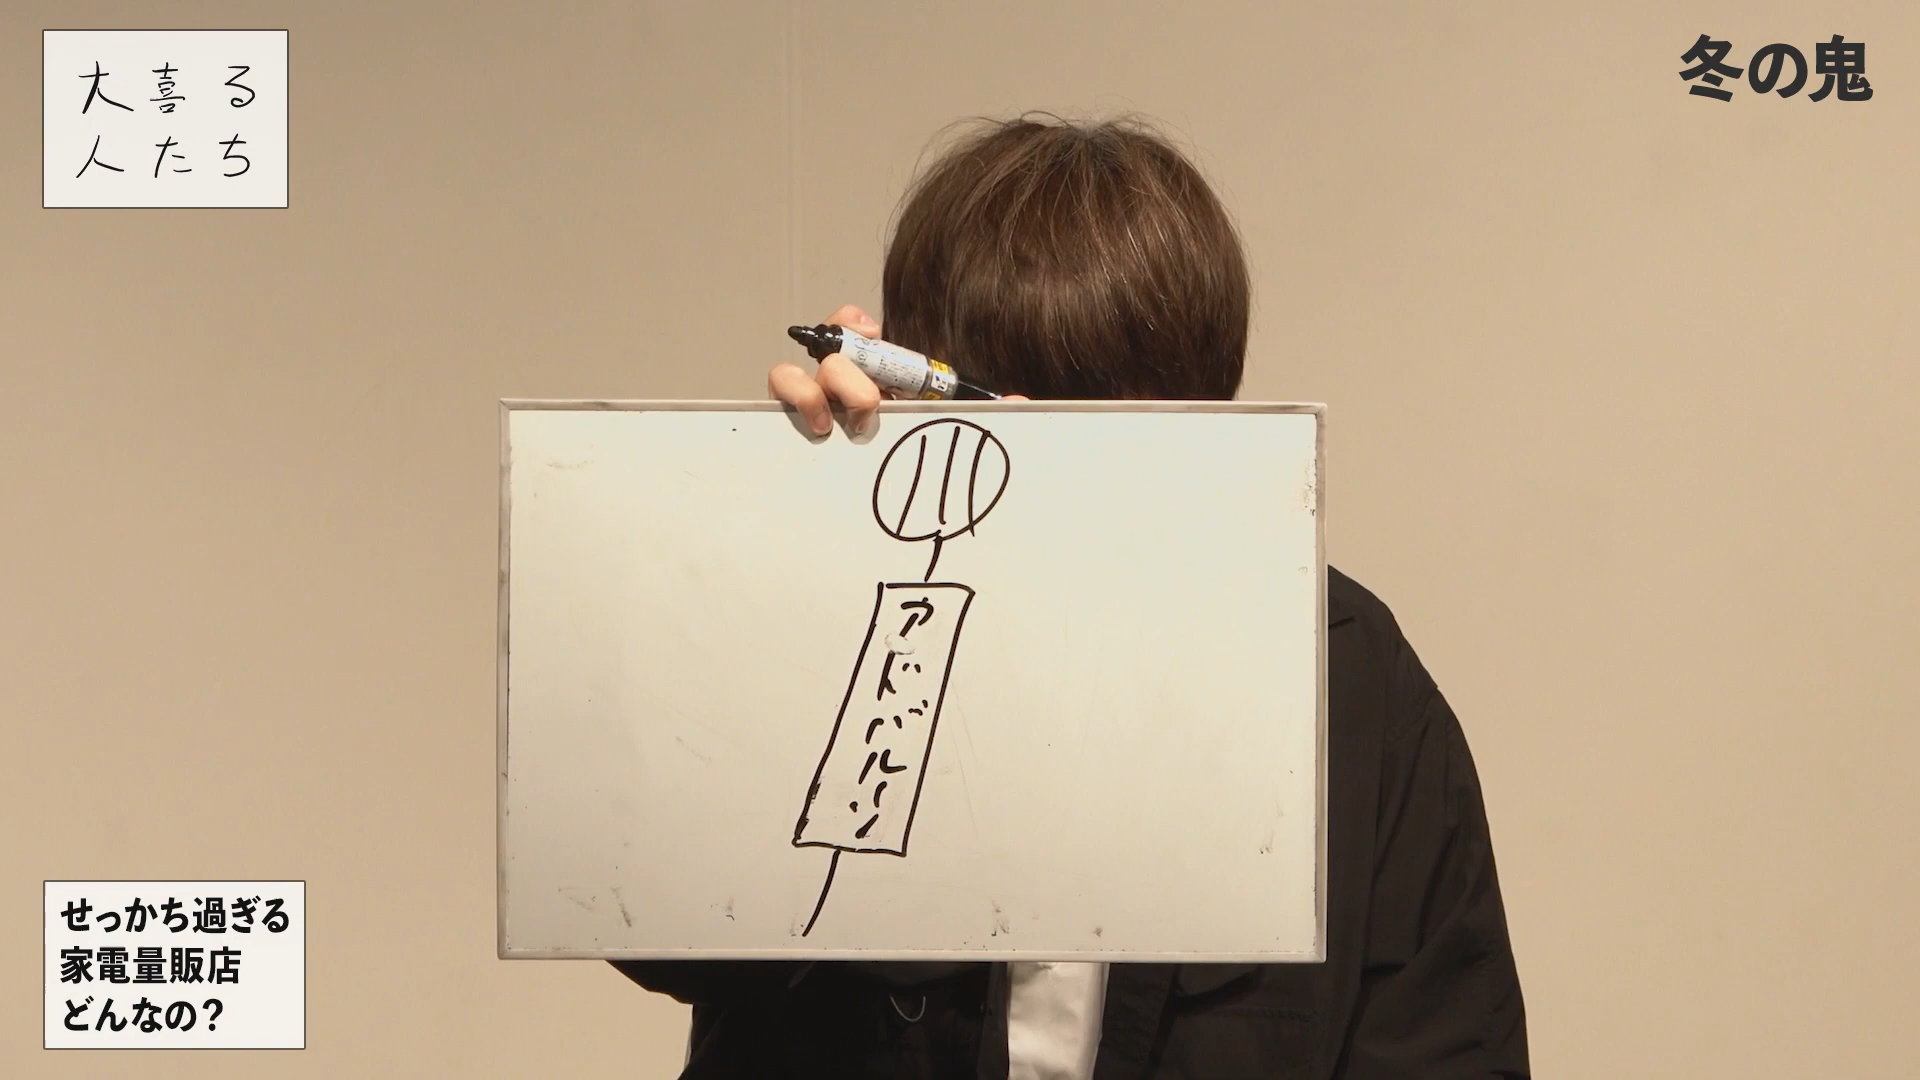 大喜る
人たち
冬の鬼
アドバルーン
せっかち過ぎる
家電量販店
どんなの?